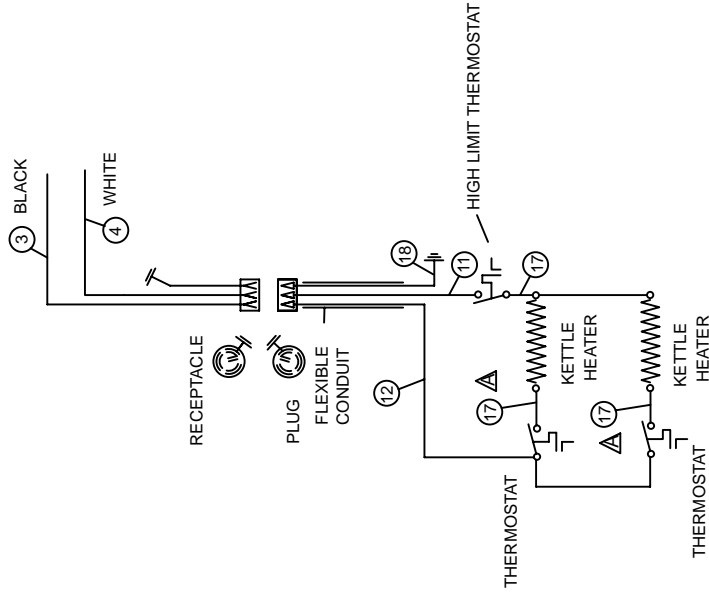 BLACK
3
WHITE
4
RECEPTACLE
PLUG
FLEXIBLE
CONDUIT
18
11
HIGH LIMIT THERMOSTAT
12
17
A
17
KETTLE
HEATER
THERMOSTAT
17
A
KETTLE
HEATER
THERMOSTAT